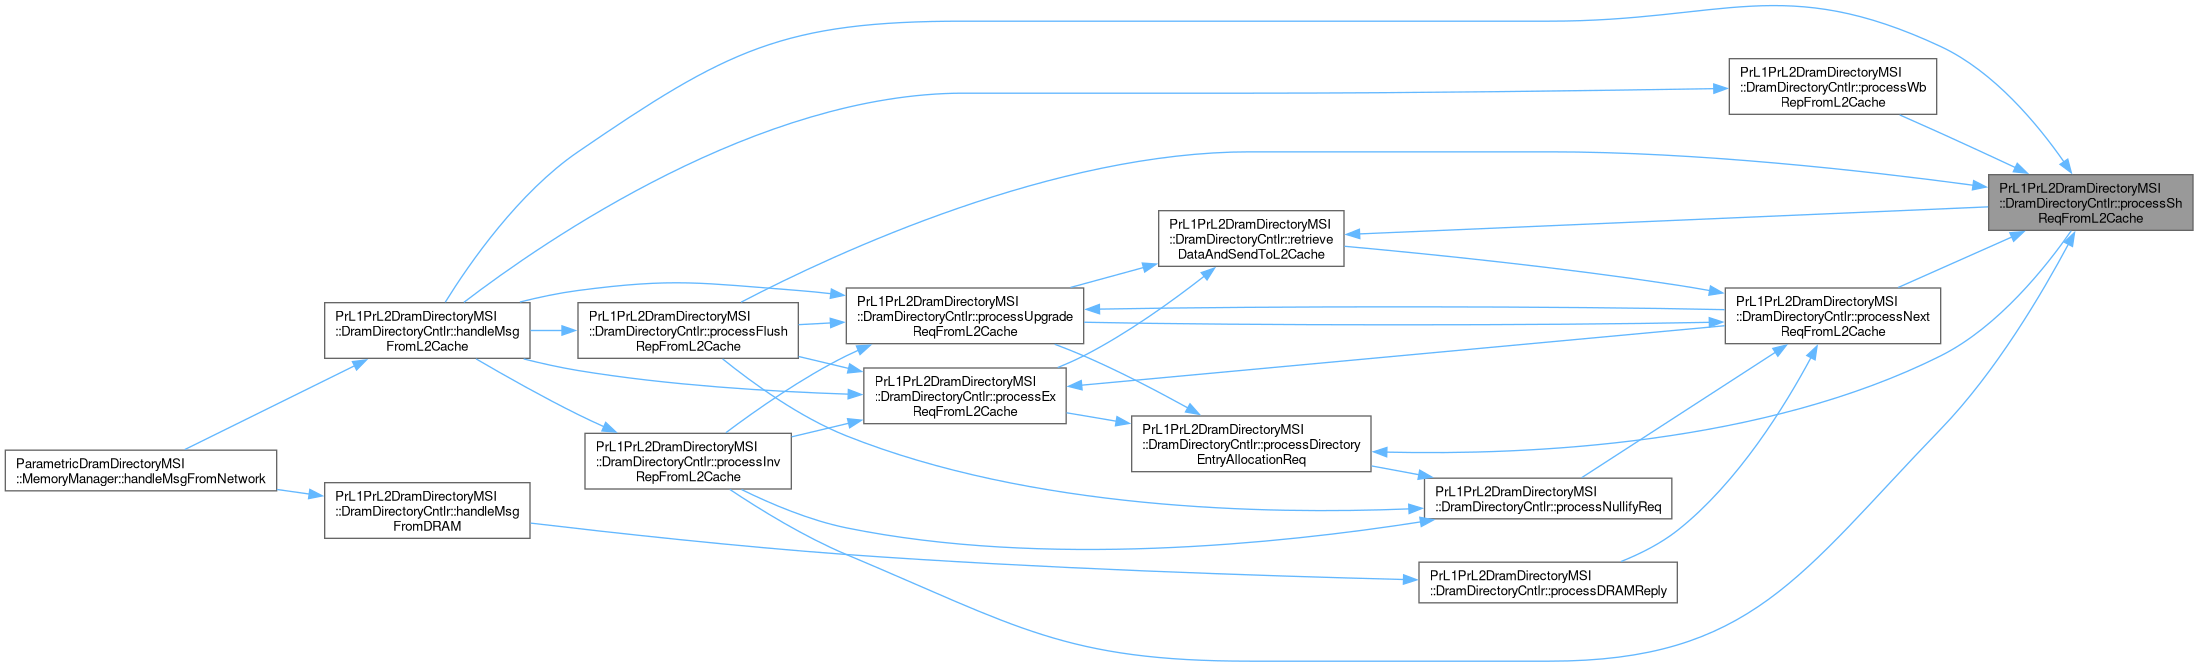 PrL1PrL2DramDirectoryMSI
::DramDirectoryCntlr::processWb
RepFromL2Cache
PrL1PrL2DramDirectoryMSI
::DramDirectoryCntlr::processSh
ReqFromL2Cache
PrL1PrL2DramDirectoryMSI
::DramDirectoryCntlr::retrieve
DataAndSendToL2Cache
PrL1PrL2DramDirectoryMSI
::DramDirectoryCntlr::handleMsg
FromL2Cache
PrL1PrL2DramDirectoryMSI
::DramDirectoryCntlr::processFlush
RepFromL2Cache
PrL1PrL2DramDirectoryMSI
::DramDirectoryCntlr::processUpgrade
ReqFromL2Cache
PrL1PrL2DramDirectoryMSI
::DramDirectoryCntlr::processNext
ReqFromL2Cache
PrL1PrL2DramDirectoryMSI
::DramDirectoryCntlr::processEx
ReqFromL2Cache
PrL1PrL2DramDirectoryMSI
::DramDirectoryCntlr::processDirectory
EntryAllocationReq
PrL1PrL2DramDirectoryMSI
::DramDirectoryCntlr::processInv
RepFromL2Cache
ParametricDramDirectoryMSI
::MemoryManager::handleMsgFromNetwork
PrL1PrL2DramDirectoryMSI
::DramDirectoryCntlr::handleMsg
FromDRAM
PrL1PrL2DramDirectoryMSI
::DramDirectoryCntlr::processNullifyReq
PrL1PrL2DramDirectoryMSI
::DramDirectoryCntlr::processDRAMReply